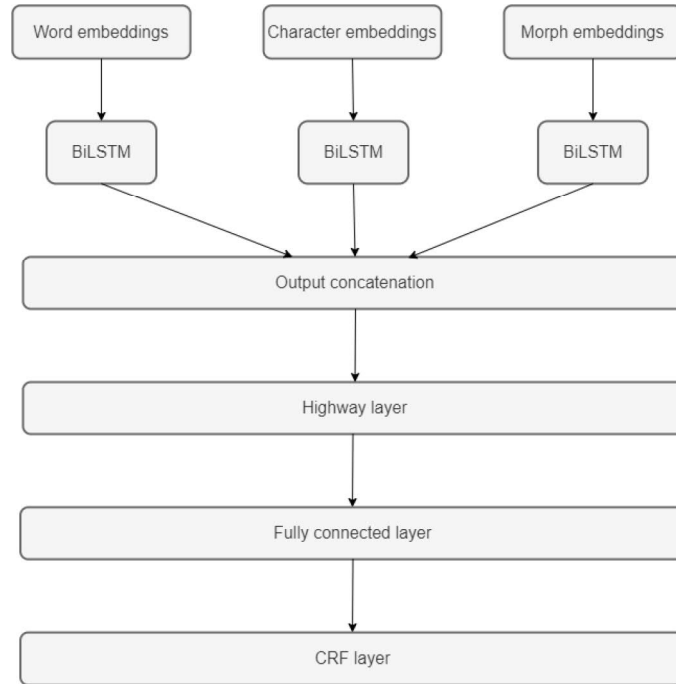 Word embeddings
Character embeddings
Morph embeddings
BiLSTM
BiLSTM
BiLSTM
Output concatenation
Highway layer
Fully connected layer
CRF layer